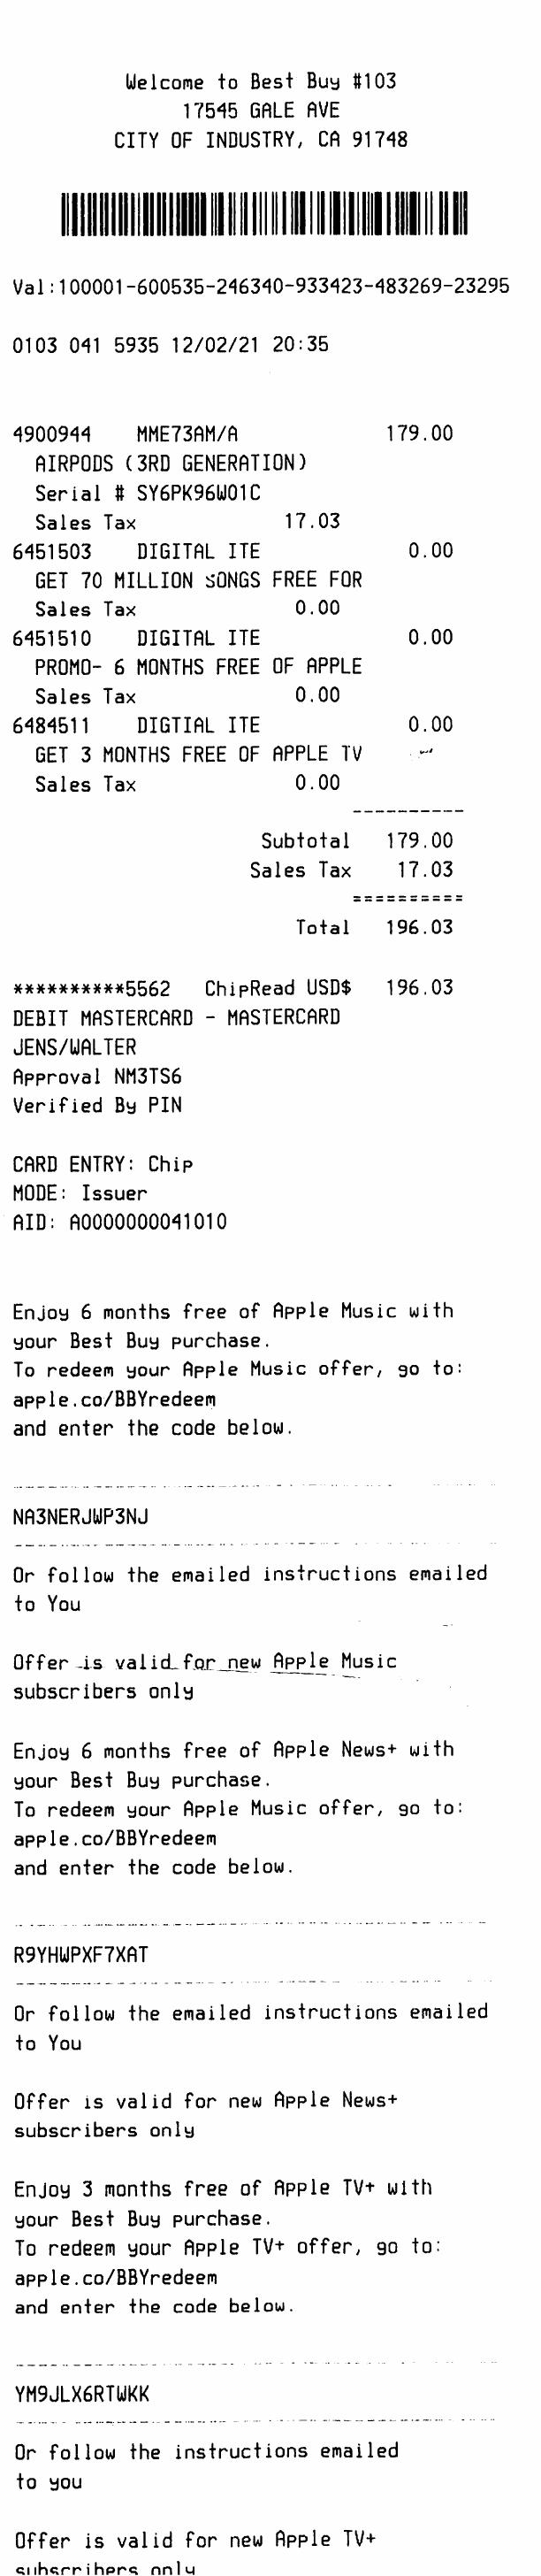 Welcome to Best Buy #103
17545 GALE AVE
CITY OF INDUSTRY, CA 91748
Val:100001-600535-246340-933423-483269-23295
0103 041 5935 12/02/21 20:35
4900944 MME73AM/A 179.00
AIRPODS (3RD GENERATION)
Serial # SY6PK96W01C
Sales Tax 17.03
6451503 DIGITAL ITE 0.00
GET 70 MILLION SONGS FREE FOR
Sales Tax 0.00
6451510 DIGITAL ITE 0.00
PROMO- 6 MONTHS FREE OF APPLE
Sales Tax 0.00
6484511 DIGTIAL ITE 0.00
GET 3 MONTHS FREE OF APPLE TV
Sales Tax 0.00
----------
Subtotal 179.00
Sales Tax 17.03
==========
Total 196.03
**********5562 ChipRead USD$ 196.03
DEBIT MASTERCARD - MASTERCARD
JENS/WALTER
Approval NM3TS6
Verified By PIN
CARD ENTRY: Chip
MODE: Issuer
AID: A0000000041010
Enjoy 6 months free of Apple Music with
your Best Buy purchase.
To redeem your Apple Music offer, go to:
apple.co/BBYredeem
and enter the code below.
NA3NERJWP3NJ
Or follow the emailed instructions emailed
to You
Offer is valid for new Apple Music
subscribers only
Enjoy 6 months free of Apple News+ with
your Best Buy purchase.
To redeem your Apple Music offer, go to:
apple.co/BBYredeem
and enter the code below.
R9YHWPXF7XAT
Or follow the emailed instructions emailed
to You
Offer is valid for new Apple News+
subscribers only
Enjoy 3 months free of Apple TV+ with
your Best Buy purchase.
To redeem your Apple TV+ offer, go to:
apple.co/BBYredeem
and enter the code below.
YM9JLX6RTWKK
Or follow the instructions emailed
to you
Offer is valid for new Apple TV+
subscribers only